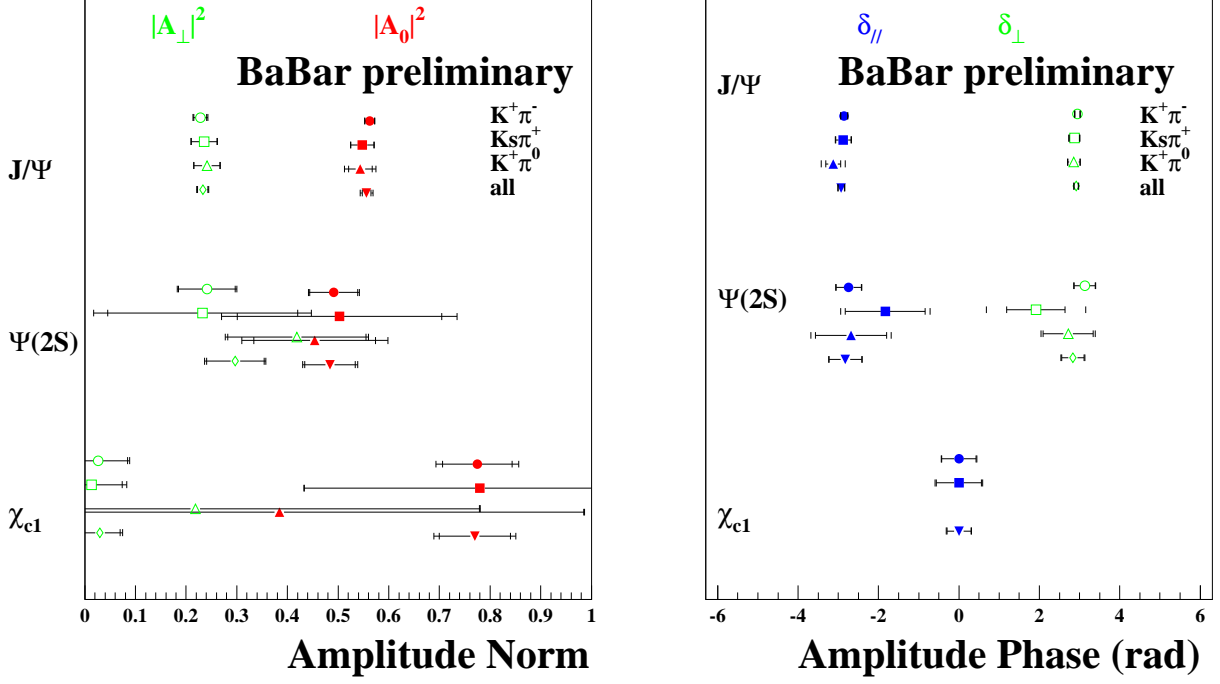 |A⊥|² |A₀|²
BaBar preliminary
K⁺π⁻
Ksπ⁺
K⁺π⁰
all
J/Ψ
Ψ(2S)
χc1
0 0.1 0.2 0.3 0.4 0.5 0.6 0.7 0.8 0.9 1
Amplitude Norm
δ// δ⊥
BaBar preliminary
J/Ψ
K⁺π⁻
Ksπ⁺
K⁺π⁰
all
Ψ(2S)
χc1
-6 -4 -2 0 2 4 6
Amplitude Phase (rad)